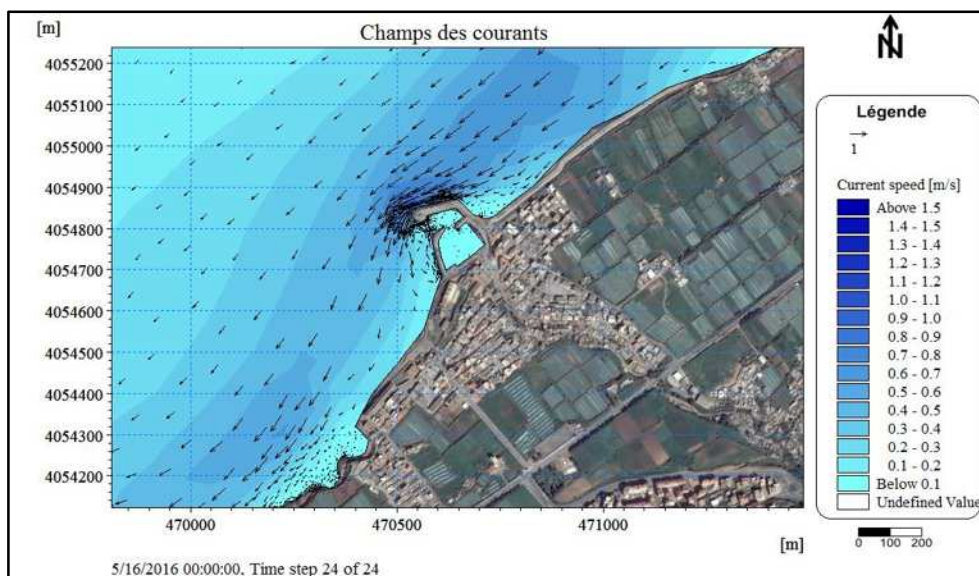 [m]
Champs des courants
N
4055200
4055100
4055000
4054900
4054800
4054700
4054600
4054500
4054400
4054300
4054200
470000
470500
471000
[m]
5/16/2016 00:00:00, Time step 24 of 24
Légende
1
Current speed [m/s]
Above 1.5
1.4 - 1.5
1.3 - 1.4
1.2 - 1.3
1.1 - 1.2
1.0 - 1.1
0.9 - 1.0
0.8 - 0.9
0.7 - 0.8
0.6 - 0.7
0.5 - 0.6
0.4 - 0.5
0.3 - 0.4
0.2 - 0.3
0.1 - 0.2
Below 0.1
Undefined Value
0 100 200